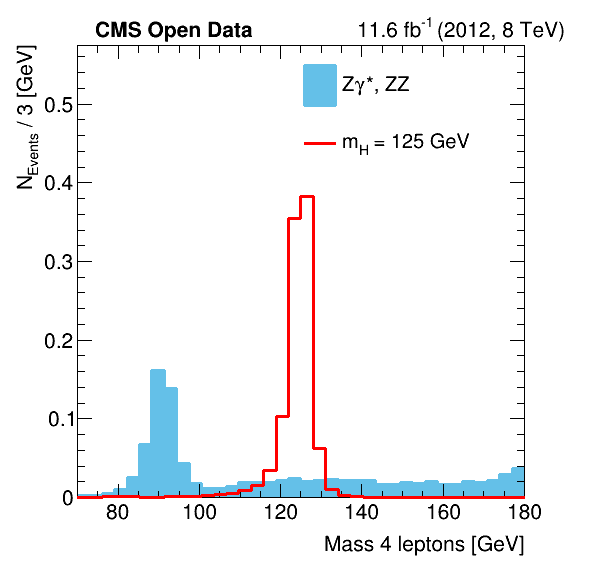 CMS Open Data
11.6 fb⁻¹ (2012, 8 TeV)
N_Events / 3 [GeV]
Zγ*, ZZ
m_H = 125 GeV
0.5
0.4
0.3
0.2
0.1
0
80 100 120 140 160 180
Mass 4 leptons [GeV]